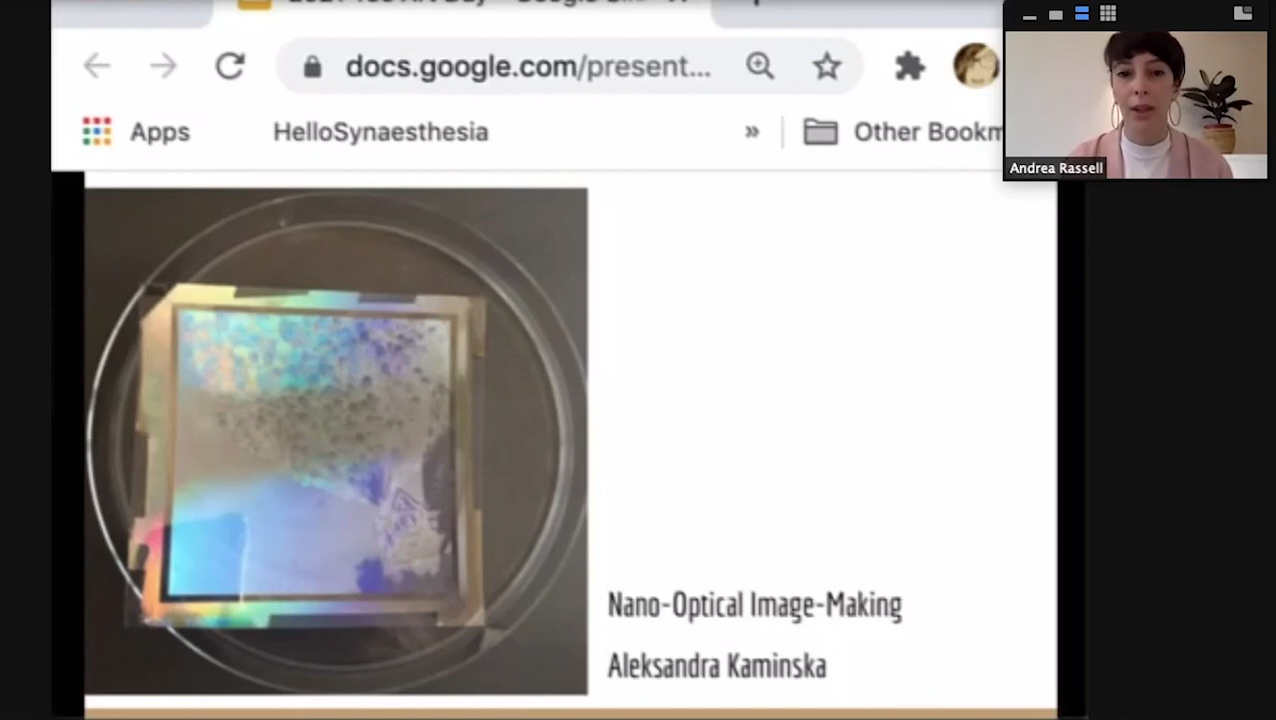 docs.google.com/present...
Apps
HelloSynaesthesia
»
Other Bookm
Andrea Rassell
Nano-Optical Image-Making
Aleksandra Kaminska